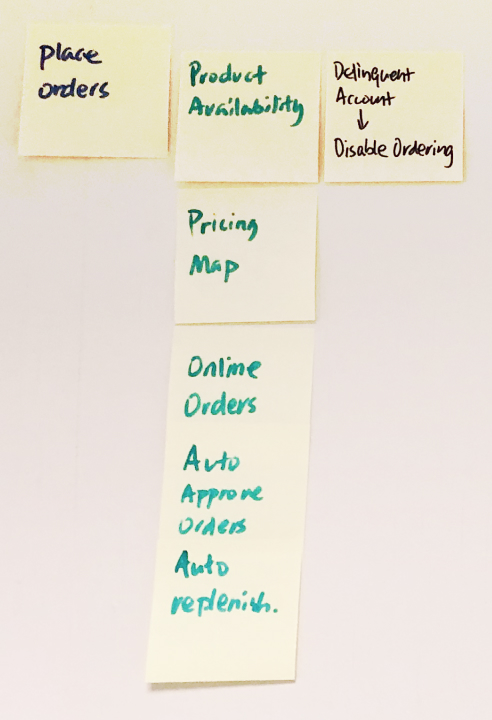 place
orders
Product
Availability
Delinquent
Account
↓
Disable Ordering
Pricing
Map
Online
Orders
Auto
Approve
Orders
Auto
replenish.